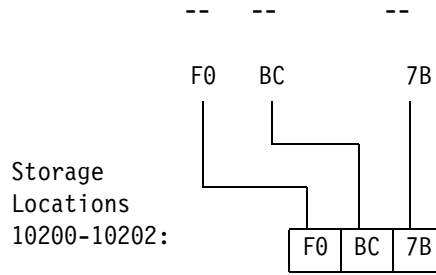 -- -- --
F0 BC 7B
Storage
Locations
10200-10202:
F0 BC 7B